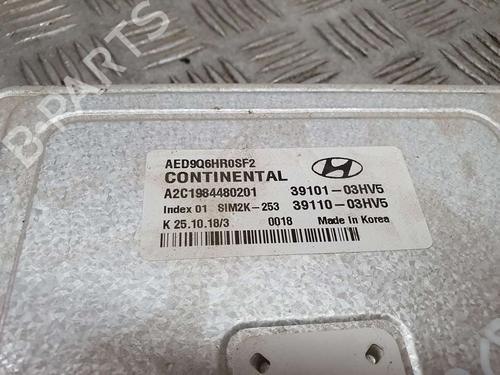 B-PARTS
AED9Q6HR0SF2
CONTINENTAL
A2C1984480201 39101-03HV5
Index 01 SIM2K-253 39110-03HV5
K 25.10.18/3 0018 Made in Korea